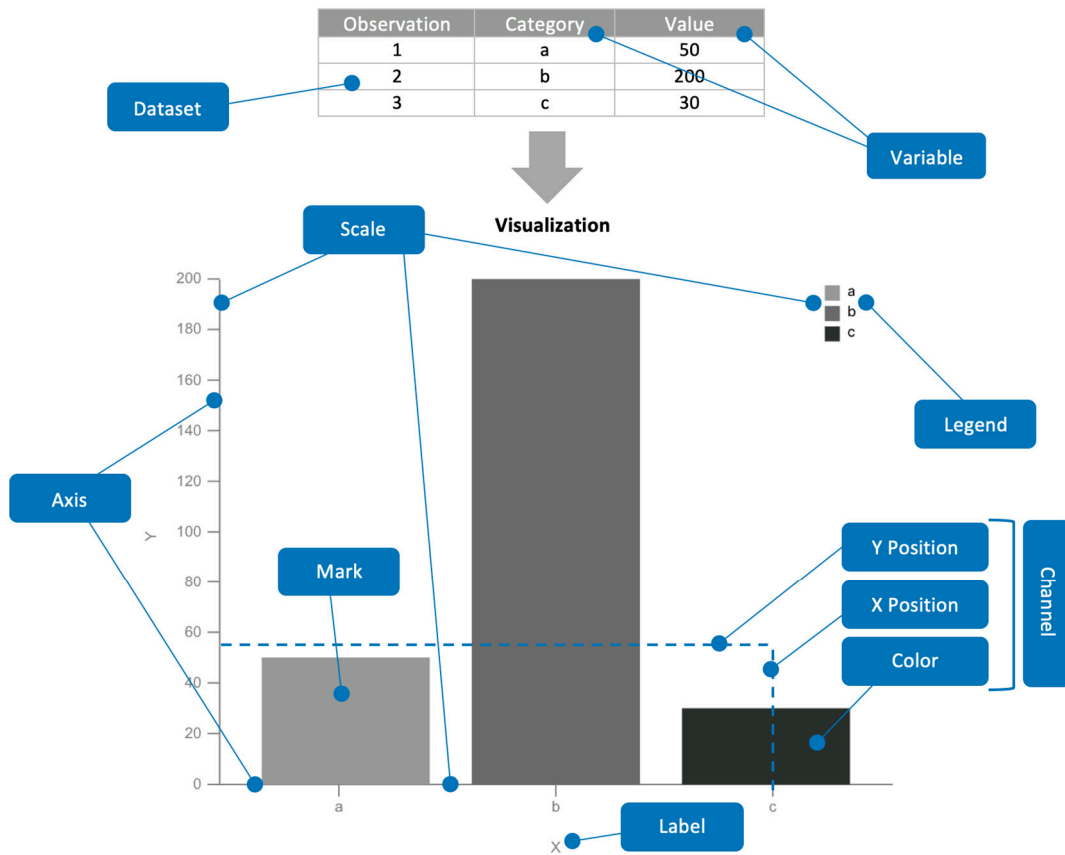 Observation Category Value
1 a 50
2 b 200
3 c 30
Dataset
Variable
Scale
Visualization
200
180
160
140
120
100
80
60
40
20
0
Y
a
b
c
Legend
Axis
Mark
Y Position
X Position
Color
Channel
a b c
X
Label